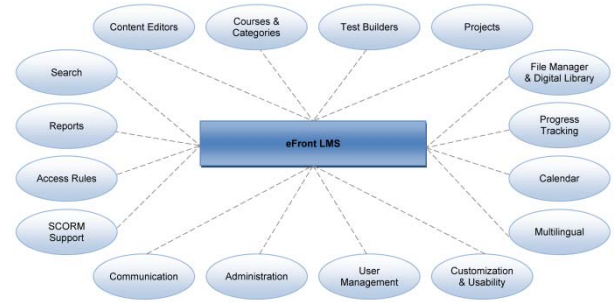 Content Editors
Courses &
Categories
Test Builders
Projects
Search
File Manager
& Digital Library
Reports
Progress
Tracking
eFront LMS
Access Rules
Calendar
SCORM
Support
Multilingual
Communication
Administration
User
Management
Customization
& Usability